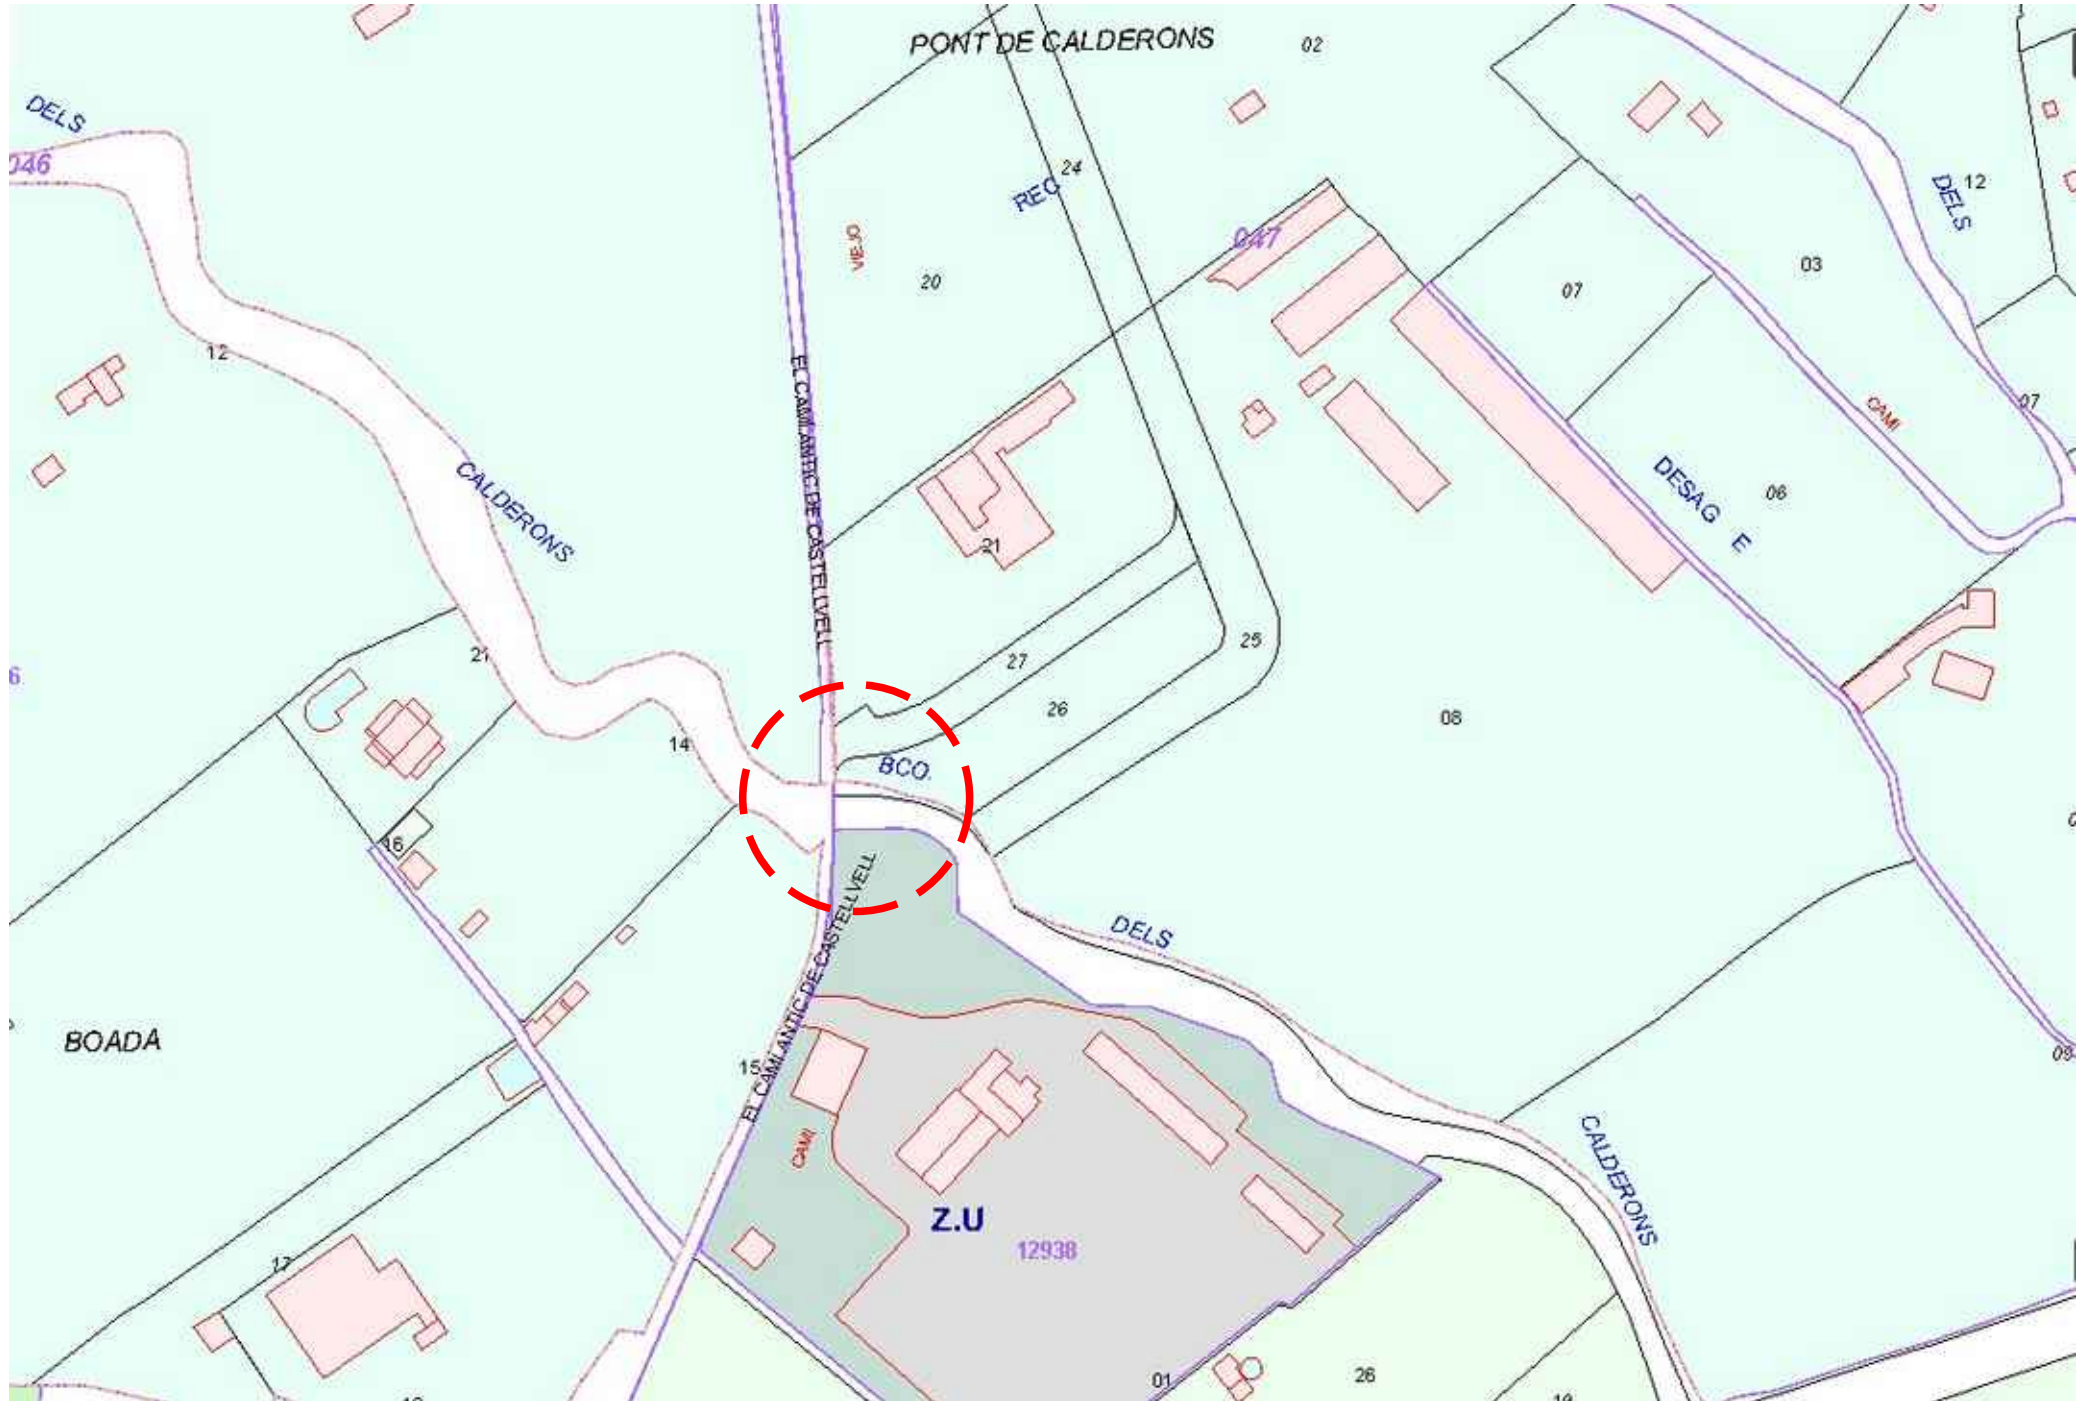 PONT DE CALDERONS
02
DELS
046
24
REC
12
DELS
VIEJO
047
03
20
07
12
EL CAMI ANTIC DE CASTELLVELL
07
CAMI
CALDERONS
DESAG E
06
21
21
27
25
26
08
14
BCO.
16
EL CAMI ANTIC DE CASTELLVELL
DELS
BOADA
09
15
CAMI
CALDERONS
Z.U
12938
17
01
26